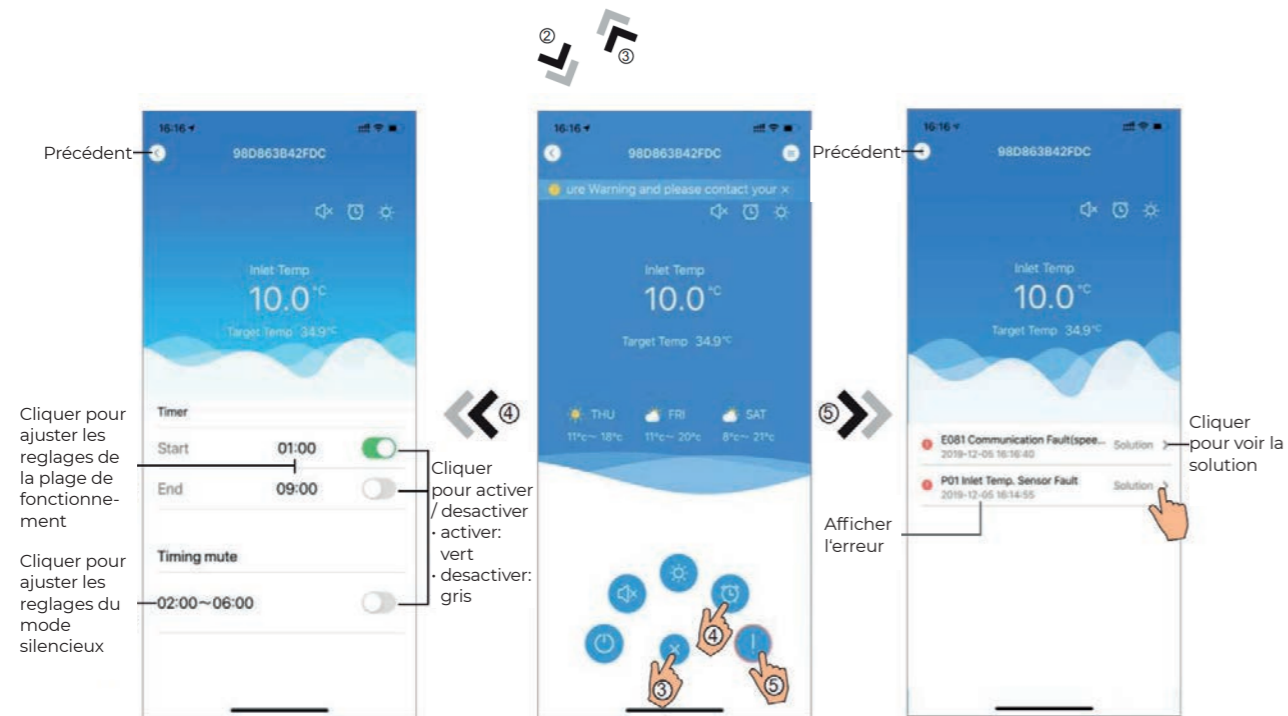 ②
③
16:16
Précédent
98D863B42FDC
Inlet Temp
10.0°C
Target Temp 34.9°C
Timer
Start 01:00
End 09:00
Timing mute
02:00~06:00
Cliquer pour
ajuster les
reglages de
la plage de
fonctionne-
ment
Cliquer pour
ajuster les
reglages du
mode
silencieux
Cliquer
pour activer
/ desactiver
· activer:
vert
· desactiver:
gris
④
16:16
98D863B42FDC
ure Warning and please contact your ×
Inlet Temp
10.0°C
Target Temp 34.9°C
THU FRI SAT
11°c~ 18°c 11°c~ 20°c 8°c~ 21°c
④
③
⑤
⑤
16:16
Précédent
98D863B42FDC
Inlet Temp
10.0°C
Target Temp 34.9°C
E081 Communication Fault(spee... Solution >
2019-12-05 16:16:40
P01 Inlet Temp. Sensor Fault Solution >
2019-12-05 16:14:55
Cliquer
pour voir la
solution
Afficher
l'erreur